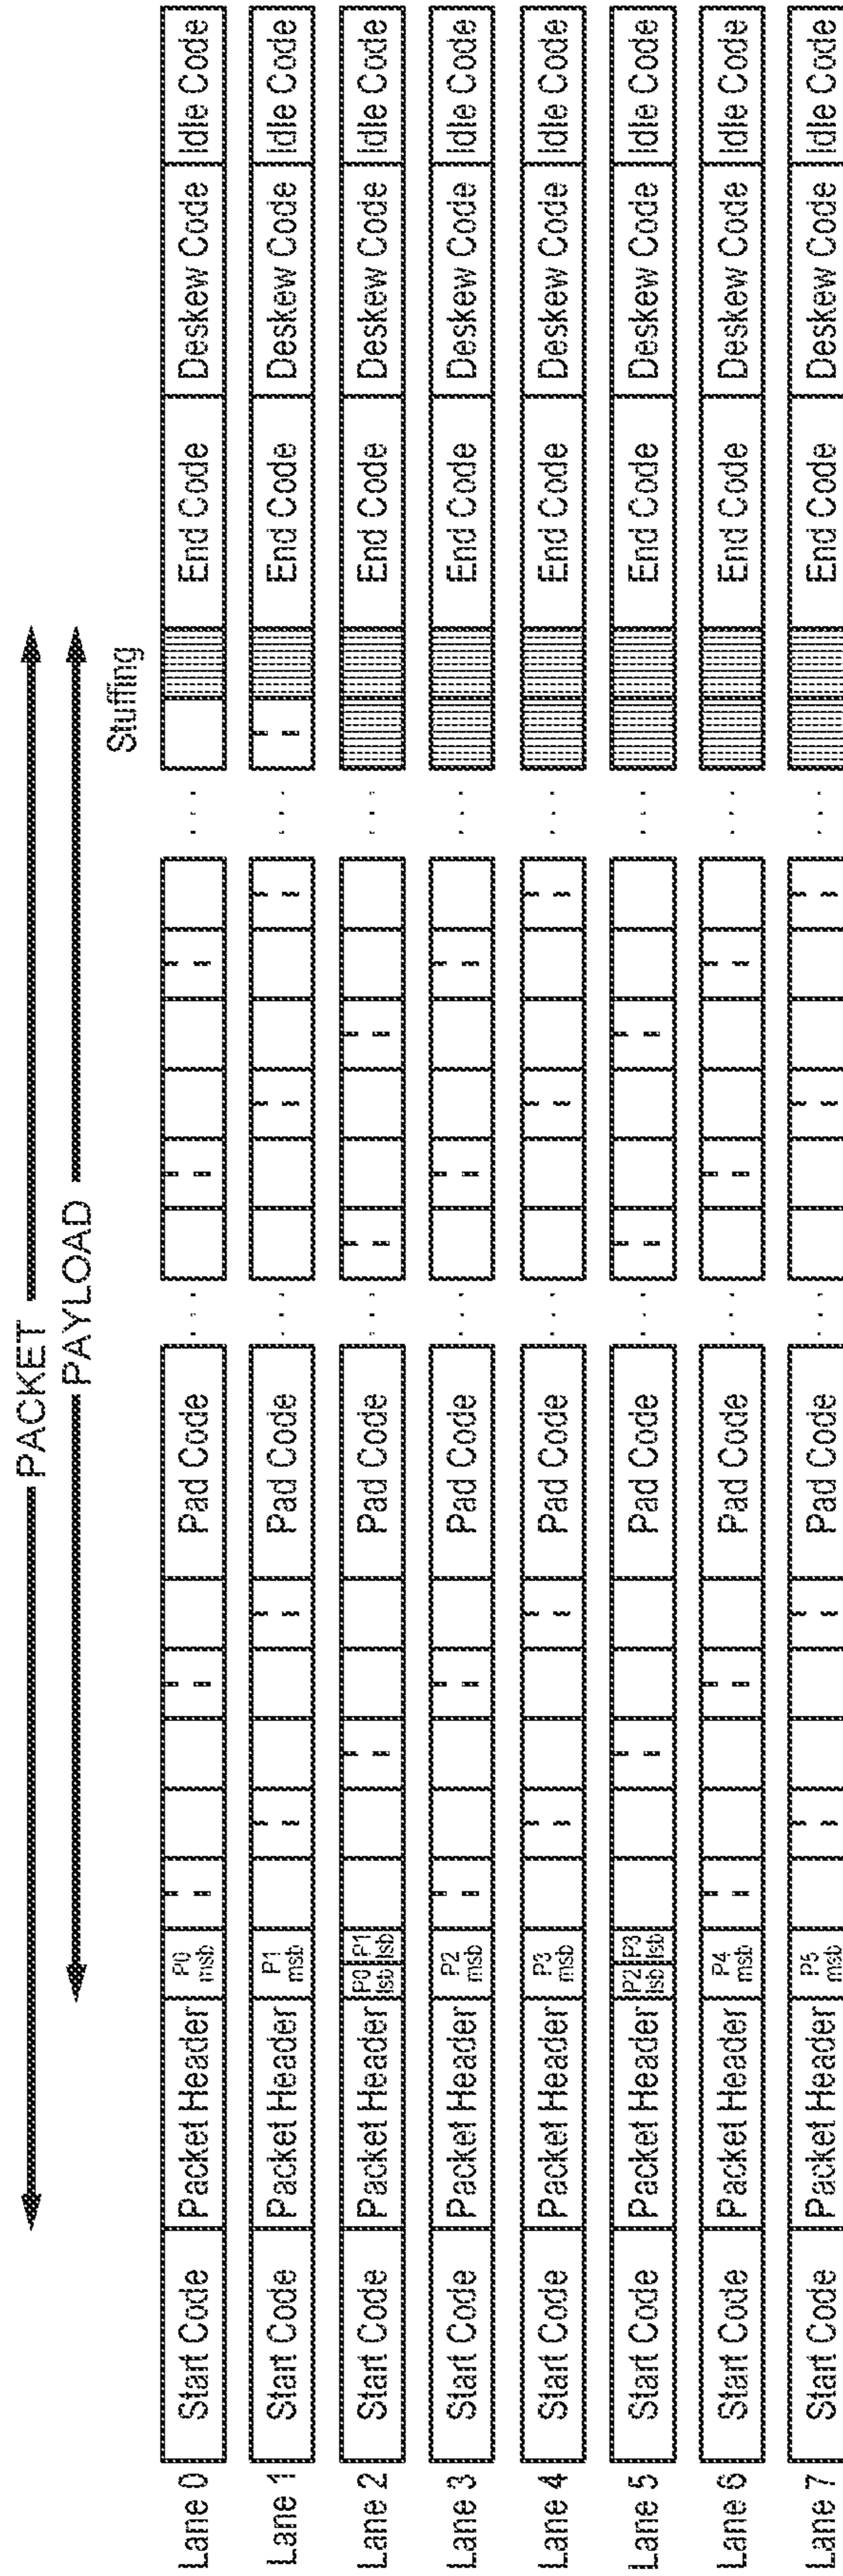 PACKET
PAYLOAD
Stuffing
Lane 0 Start Code Packet Header P0 msb ... Pad Code ... ... End Code Deskew Code Idle Code
Lane 1 Start Code Packet Header P1 msb ... Pad Code ... ... End Code Deskew Code Idle Code
Lane 2 Start Code Packet Header P0 lsb P1 lsb ... Pad Code ... ... End Code Deskew Code Idle Code
Lane 3 Start Code Packet Header P2 msb Pad Code ... ... End Code Deskew Code Idle Code
Lane 4 Start Code Packet Header P3 msb Pad Code ... ... End Code Deskew Code Idle Code
Lane 5 Start Code Packet Header P2 lsb P3 lsb Pad Code ... ... End Code Deskew Code Idle Code
Lane 6 Start Code Packet Header P4 msb Pad Code ... ... End Code Deskew Code Idle Code
Lane 7 Start Code Packet Header P5 msb Pad Code ... ... End Code Deskew Code Idle Code